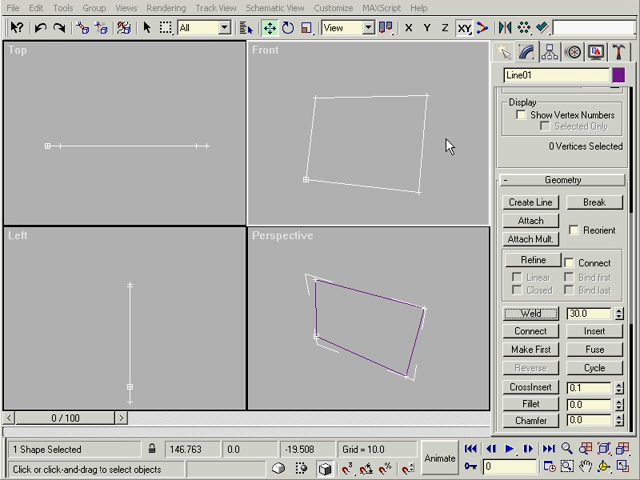 File Edit Tools Group Views Rendering Track View Schematic View Customize MAXScript Help
All View X Y Z XY
Top
Front
Left
Perspective
Line01
Display
Show Vertex Numbers
Selected Only
0 Vertices Selected
- Geometry
Create Line Break
Attach
Reorient
Attach Mult.
Refine Connect
Linear Bind first
Closed Bind last
Weld 30.0
Connect Insert
Make First Fuse
Reverse Cycle
CrossInsert 0.1
Fillet 0.0
Chamfer 0.0
< 0 / 100 >
1 Shape Selected 146.763 0.0 -19.508 Grid = 10.0
Animate
Click or click-and-drag to select objects
0